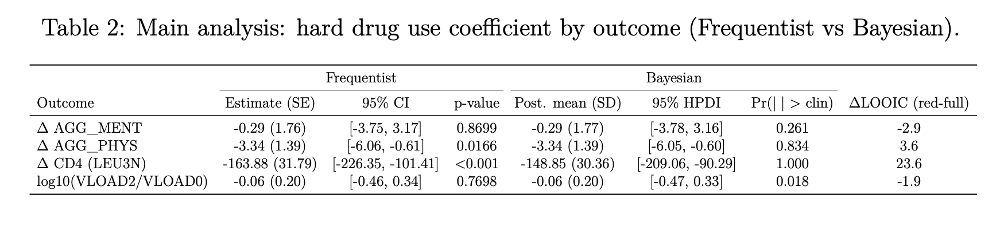 Table 2: Main analysis: hard drug use coefficient by outcome (Frequentist vs Bayesian).
Frequentist Bayesian
Outcome Estimate (SE) 95% CI p-value Post. mean (SD) 95% HPDI Pr(| | > clin) ΔLOOIC (red-full)
Δ AGG_MENT -0.29 (1.76) [-3.75, 3.17] 0.8699 -0.29 (1.77) [-3.78, 3.16] 0.261 -2.9
Δ AGG_PHYS -3.34 (1.39) [-6.06, -0.61] 0.0166 -3.34 (1.39) [-6.05, -0.60] 0.834 3.6
Δ CD4 (LEU3N) -163.88 (31.79) [-226.35, -101.41] <0.001 -148.85 (30.36) [-209.06, -90.29] 1.000 23.6
log10(VLOAD2/VLOAD0) -0.06 (0.20) [-0.46, 0.34] 0.7698 -0.06 (0.20) [-0.47, 0.33] 0.018 -1.9